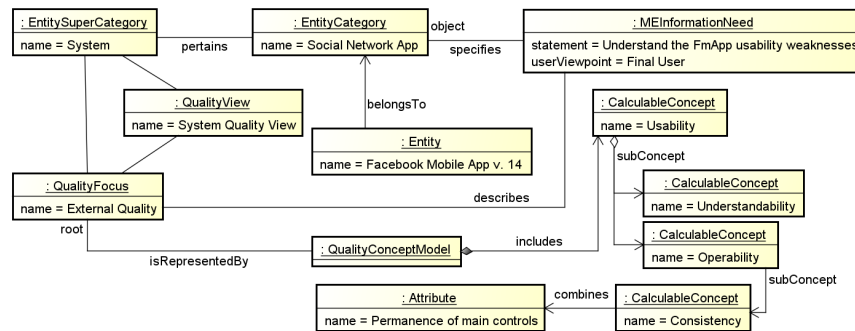 : EntitySuperCategory
name = System
pertains
: EntityCategory
name = Social Network App
object
specifies
: MEInformationNeed
statement = Understand the FmApp usability weaknesses
userViewpoint = Final User
: QualityView
name = System Quality View
belongsTo
: Entity
name = Facebook Mobile App v. 14
: CalculableConcept
name = Usability
subConcept
: CalculableConcept
name = Understandability
: CalculableConcept
name = Operability
: QualityFocus
name = External Quality
describes
root
isRepresentedBy
: QualityConceptModel
includes
subConcept
: Attribute
name = Permanence of main controls
combines
: CalculableConcept
name = Consistency